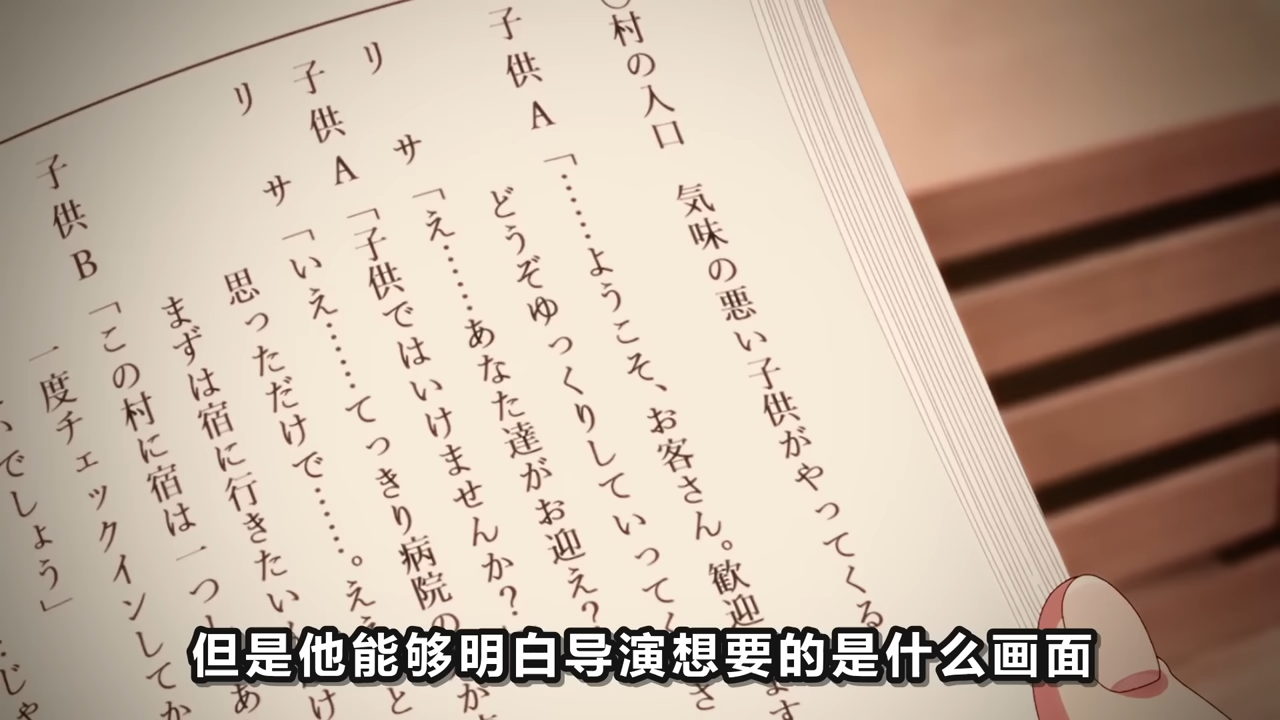 村の入口　気味の悪い子供がやってくる
子供A「……ようこそ、お客さん。歓迎
どうぞゆっくりしていってく
リサ「え……あなた達がお迎え？
子供A「子供ではいけませんか？
リサ「いえ……てっきり病院の
思っただけで……。ええ
まずは宿に行きたい
子供B「この村に宿は一つ
一度チェックインしてか
いでしょう」
但是他能够明白导演想要的是什么画面